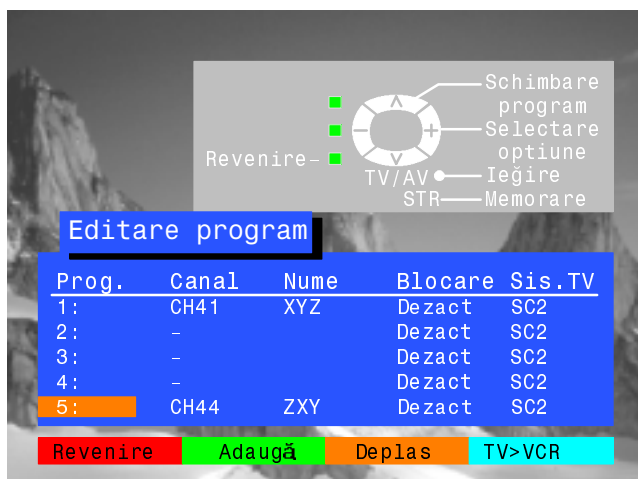 Schimbare
program
Selectare
Revenire– optiune
TV/AV Ieğire
STR Memorare
Editare program
Prog. Canal Nume Blocare Sis.TV
1: CH41 XYZ Dezact SC2
2: – Dezact SC2
3: – Dezact SC2
4: – Dezact SC2
5: CH44 ZXY Dezact SC2
Revenire Adaugă Deplas TV>VCR